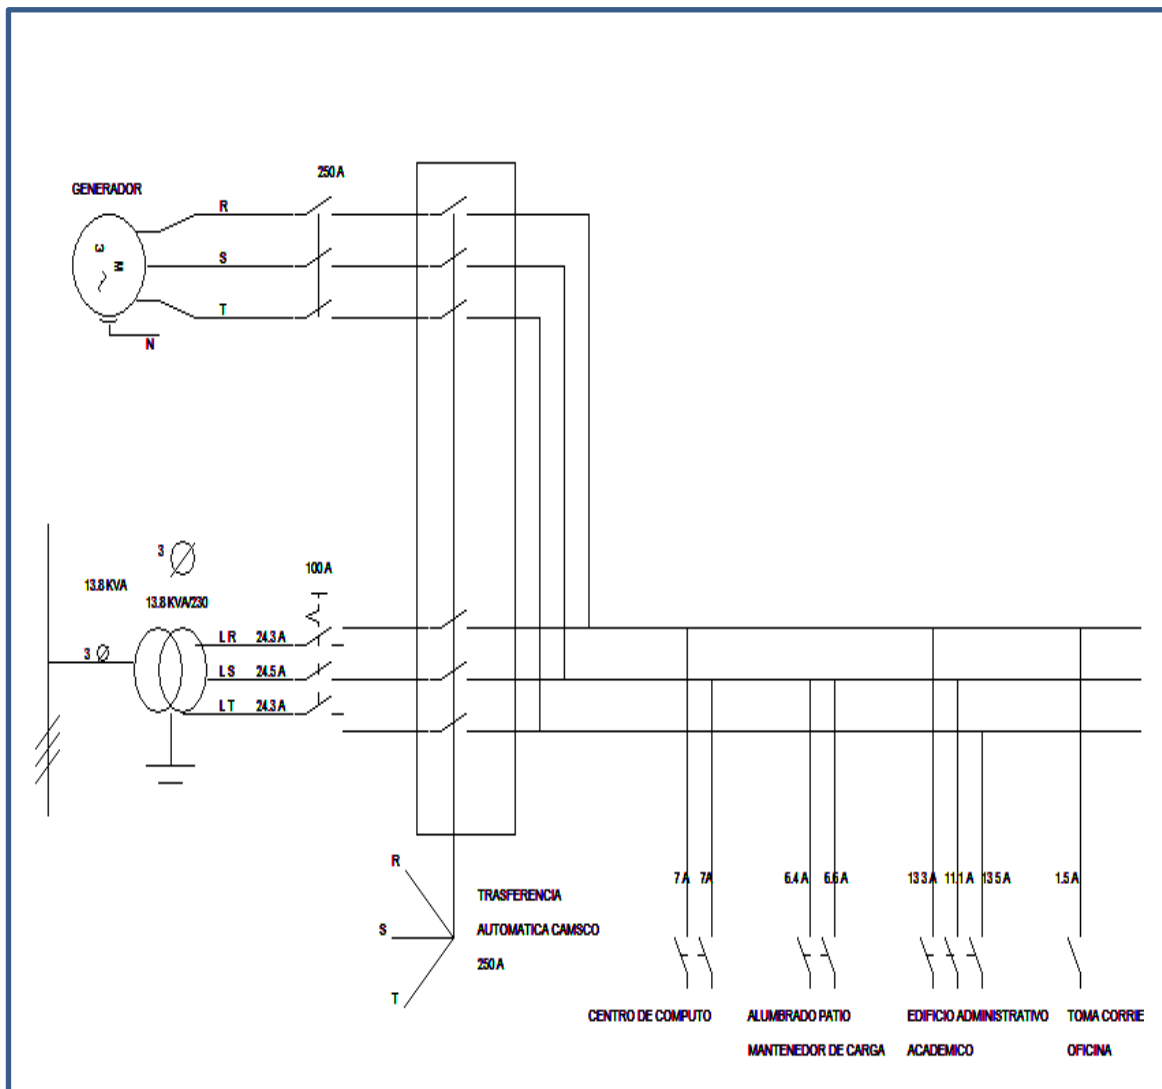 250 A
GENERADOR
R
S
T
3
M
N
3
100 A
13.8 KVA
13.8 KVA/230
L R 24.3 A
3
L S 24.5 A
L T 24.3 A
R
7 A 7A 6.4 A 6.6 A 13 3 A 11.1 A 13 5 A 1.5 A
TRASFERENCIA
S
AUTOMATICA CAMSCO
250 A
T
CENTRO DE COMPUTO ALUMBRADO PATIO EDIFICIO ADMINISTRATIVO TOMA CORRIE
MANTENEDOR DE CARGA ACADEMICO OFICINA